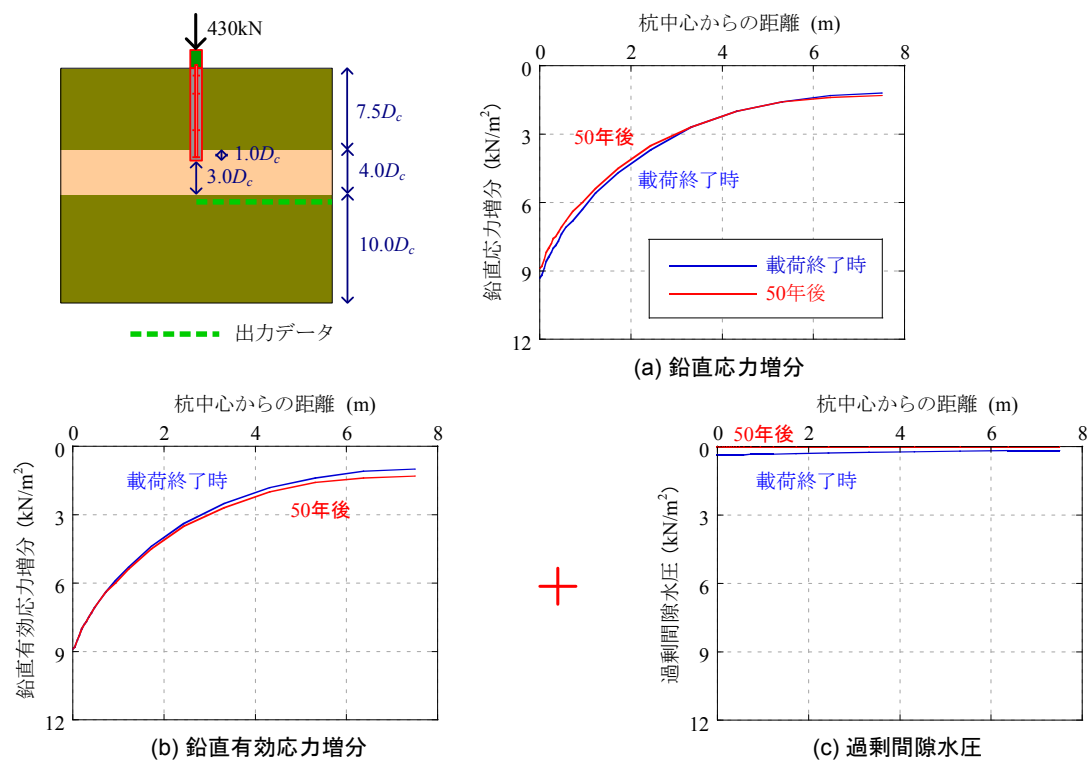 430kN
7.5Dc
1.0Dc
3.0Dc
4.0Dc
10.0Dc
出力データ
杭中心からの距離 (m)
0 2 4 6 8
0
3
6
9
12
鉛直応力増分 (kN/m²)
50年後
載荷終了時
載荷終了時
50年後
(a) 鉛直応力増分
杭中心からの距離 (m)
0 2 4 6 8
0
3
6
9
12
鉛直有効応力増分 (kN/m²)
載荷終了時
50年後
(b) 鉛直有効応力増分
+
杭中心からの距離 (m)
0 2 4 6 8
0
3
6
9
12
過剰間隙水圧 (kN/m²)
50年後
載荷終了時
(c) 過剰間隙水圧